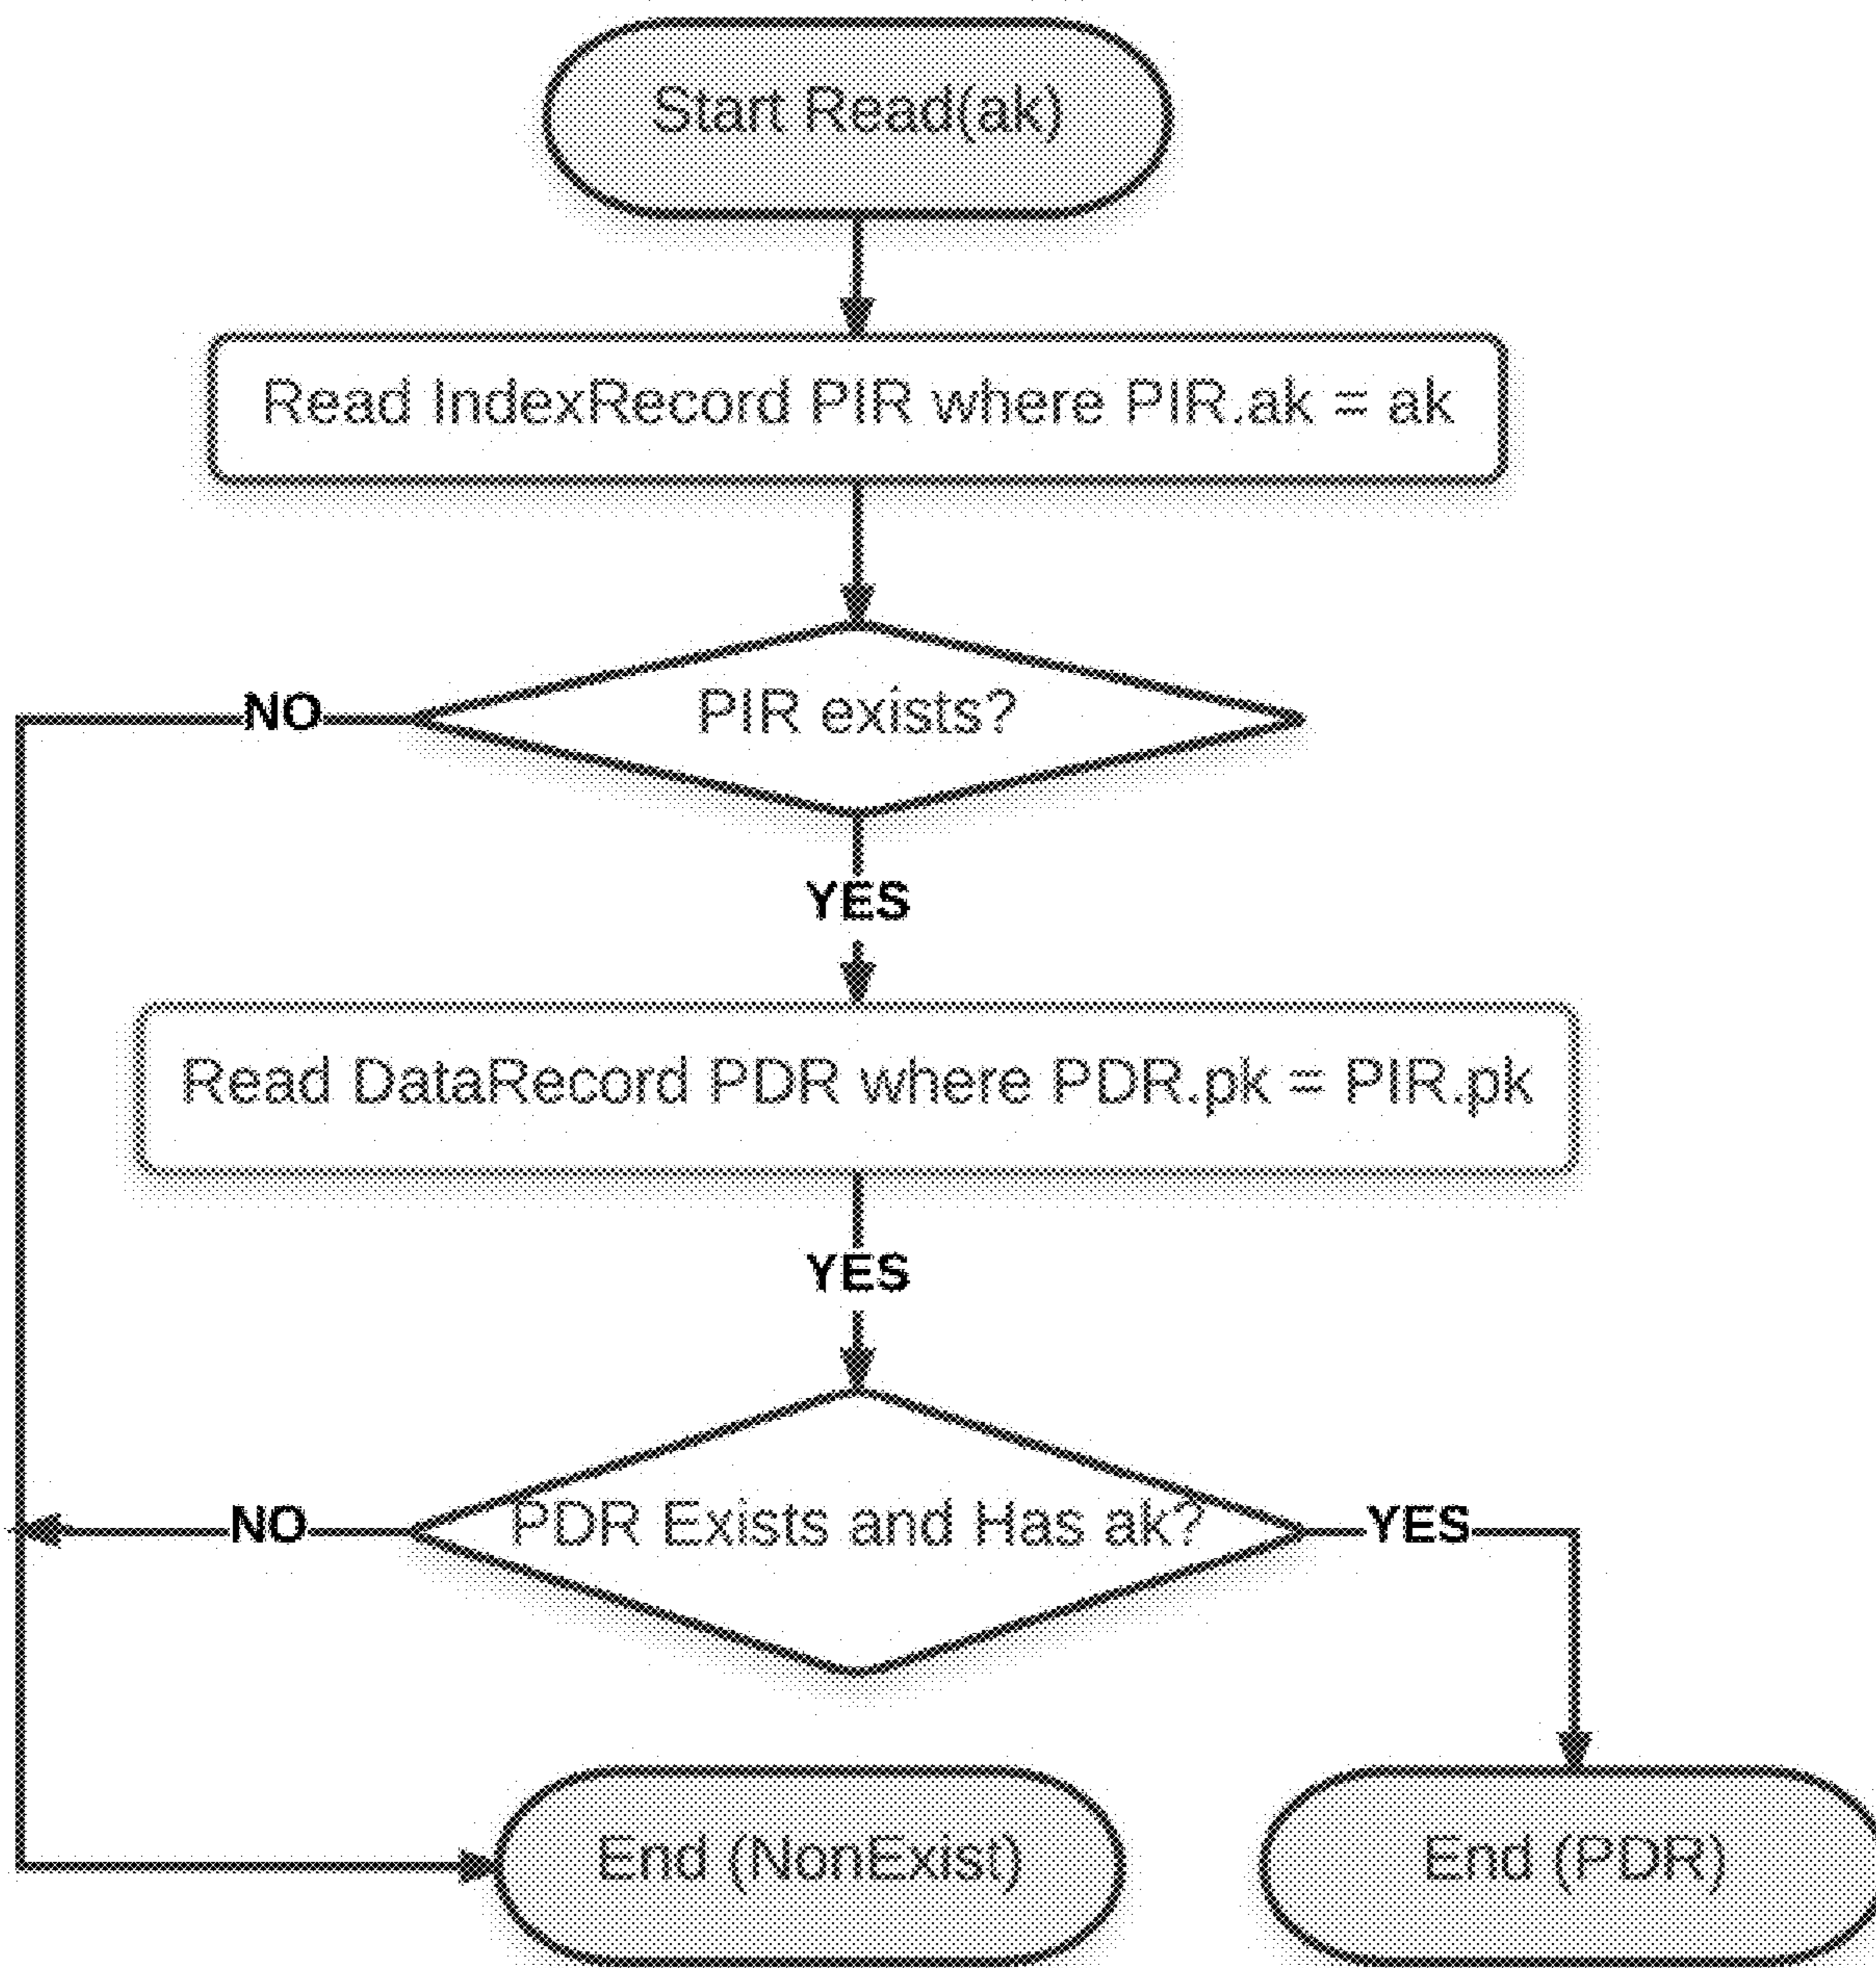 Start Read(ak)
Read IndexRecord PIR where PIR.ak = ak
PIR exists?
NO
YES
Read DataRecord PDR where PDR.pk = PIR.pk
YES
PDR Exists and Has ak?
NO
YES
End (NonExist)
End (PDR)